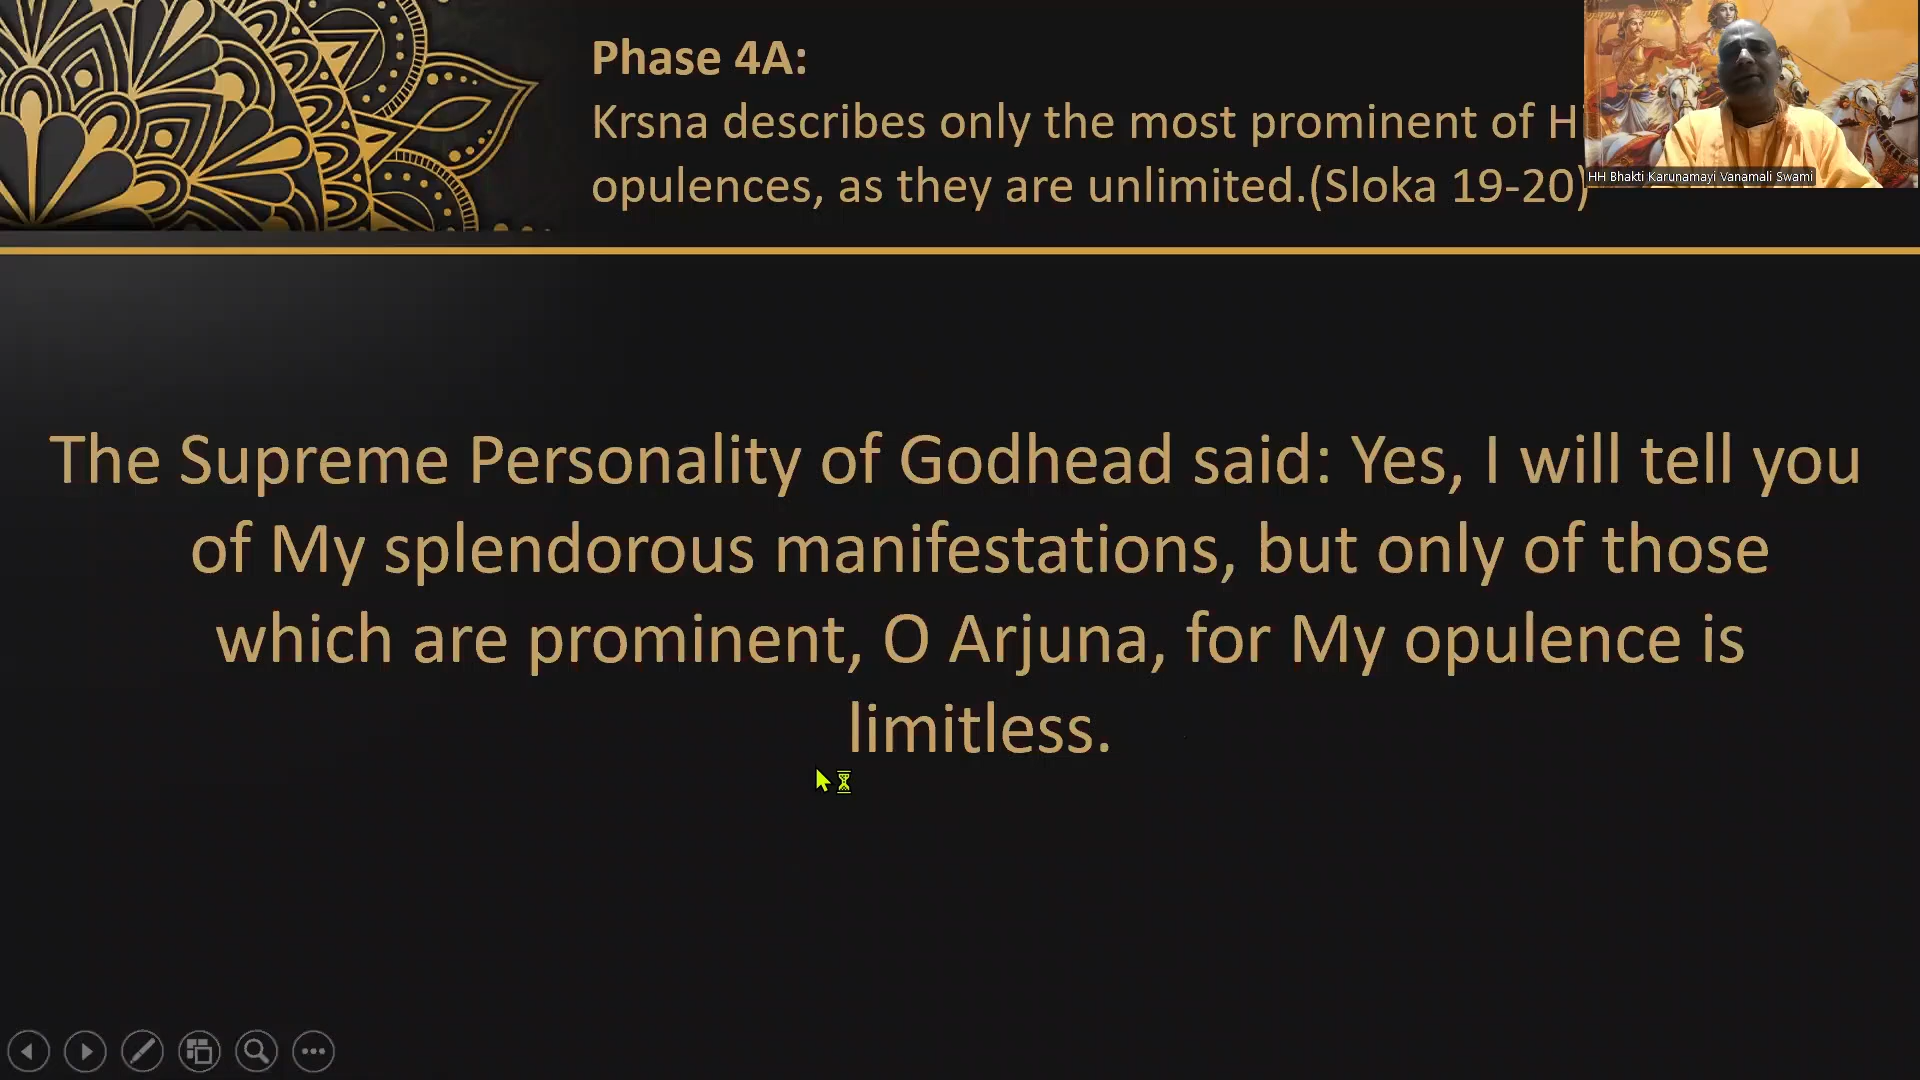 Phase 4A:
Krsna describes only the most prominent of
opulences, as they are unlimited.(Sloka 19-20)
HH Bhakti Karunamayi Vanamali Swami
The Supreme Personality of Godhead said: Yes, I will tell you
of My splendorous manifestations, but only of those
which are prominent, O Arjuna, for My opulence is
limitless.